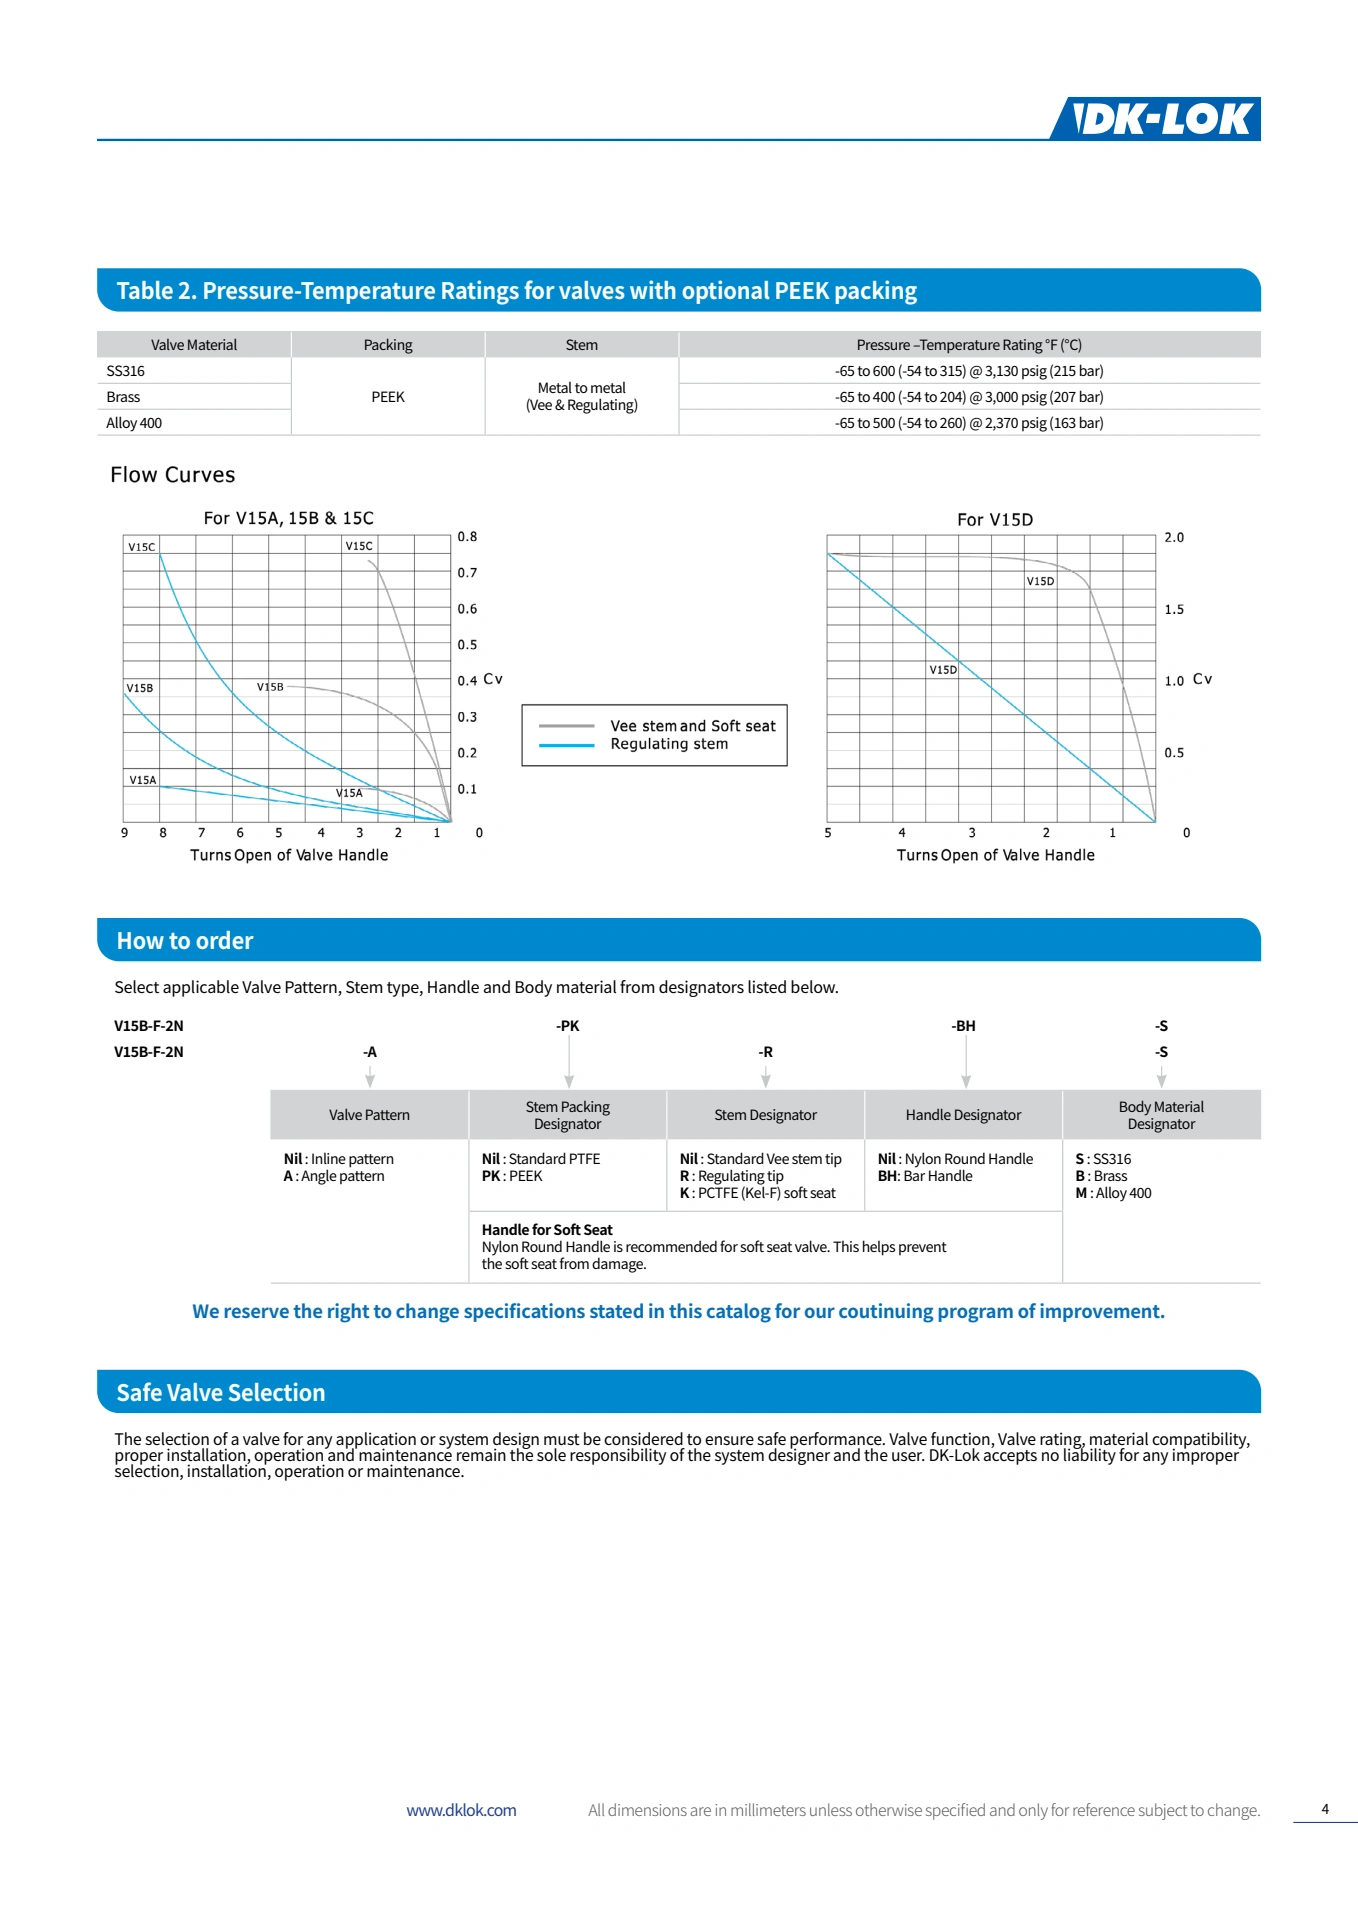 DK-LOK
Table 2. Pressure-Temperature Ratings for valves with optional PEEK packing
Valve Material Packing Stem Pressure –Temperature Rating °F (°C)
SS316 -65 to 600 (-54 to 315) @ 3,130 psig (215 bar)
Brass PEEK Metal to metal
(Vee & Regulating) -65 to 400 (-54 to 204) @ 3,000 psig (207 bar)
Alloy 400 -65 to 500 (-54 to 260) @ 2,370 psig (163 bar)
Flow Curves
For V15A, 15B & 15C
V15C V15C 0.8
0.7
0.6
0.5
V15B V15B 0.4 Cv
0.3
0.2
V15A V15A 0.1
9 8 7 6 5 4 3 2 1 0
Turns Open of Valve Handle
Vee stem and Soft seat
Regulating stem
For V15D
2.0
V15D
1.5
V15D
1.0 Cv
0.5
5 4 3 2 1 0
Turns Open of Valve Handle
How to order
Select applicable Valve Pattern, Stem type, Handle and Body material from designators listed below.
V15B-F-2N -PK -BH -S
V15B-F-2N -A -R -S
Valve Pattern
Stem Packing
Designator
Stem Designator
Handle Designator
Body Material
Designator
Nil : Inline pattern
A : Angle pattern
Nil : Standard PTFE
PK : PEEK
Nil : Standard Vee stem tip
R : Regulating tip
K : PCTFE (Kel-F) soft seat
Nil : Nylon Round Handle
BH: Bar Handle
S : SS316
B : Brass
M : Alloy 400
Handle for Soft Seat
Nylon Round Handle is recommended for soft seat valve. This helps prevent
the soft seat from damage.
We reserve the right to change specifications stated in this catalog for our coutinuing program of improvement.
Safe Valve Selection
The selection of a valve for any application or system design must be considered to ensure safe performance. Valve function, Valve rating, material compatibility,
proper installation, operation and maintenance remain the sole responsibility of the system designer and the user. DK-Lok accepts no liability for any improper
selection, installation, operation or maintenance.
www.dklok.com All dimensions are in millimeters unless otherwise specified and only for reference subject to change. 4